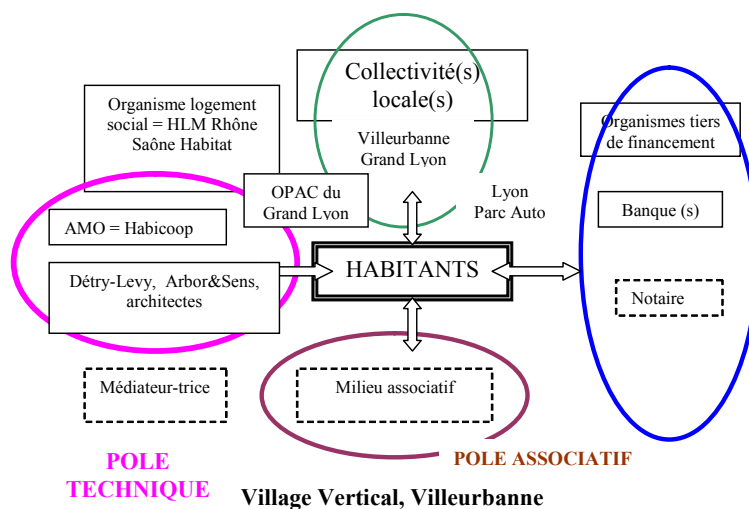 Collectivité(s)
locale(s)
Villeurbanne
Grand Lyon
Organisme logement
social = HLM Rhône
Saône Habitat
Organismes tiers
de financement
OPAC du
Grand Lyon
Lyon
Parc Auto
Banque (s)
AMO = Habicoop
HABITANTS
Détry-Levy, Arbor&Sens,
architectes
Notaire
Médiateur-trice
Milieu associatif
POLE
TECHNIQUE
POLE ASSOCIATIF
Village Vertical, Villeurbanne